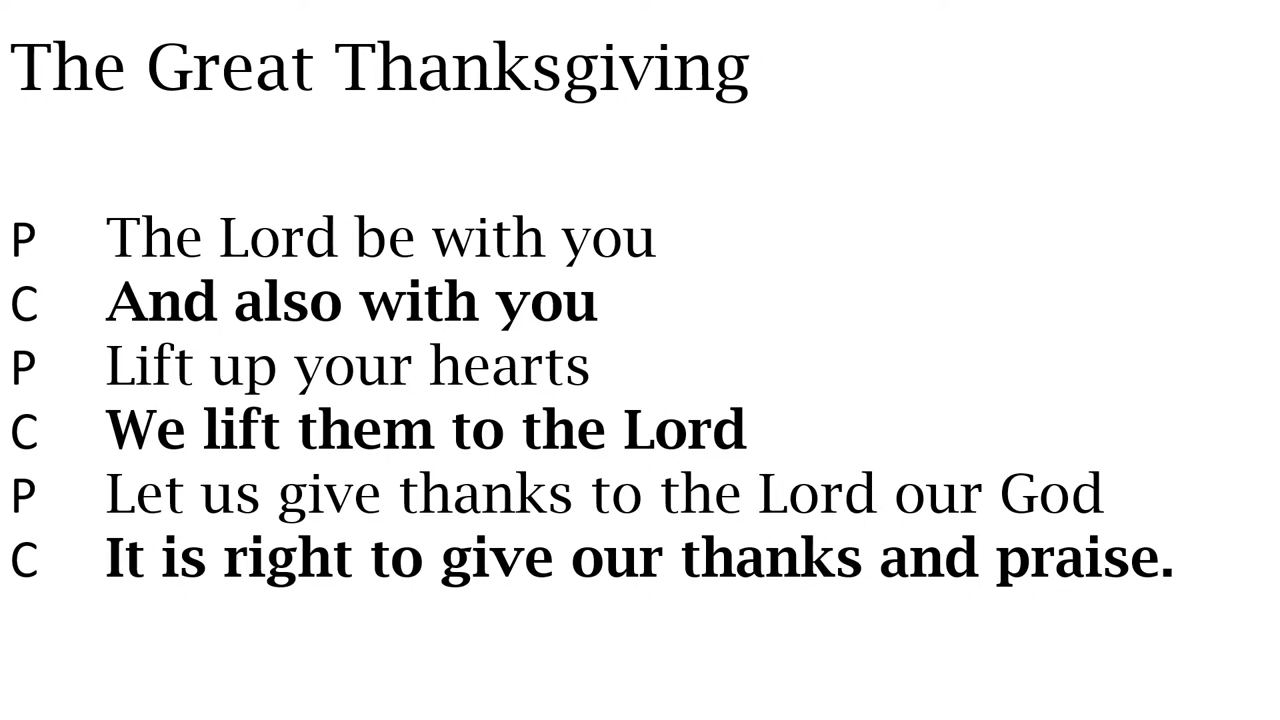 The Great Thanksgiving
P The Lord be with you
C And also with you
P Lift up your hearts
C We lift them to the Lord
P Let us give thanks to the Lord our God
C It is right to give our thanks and praise.